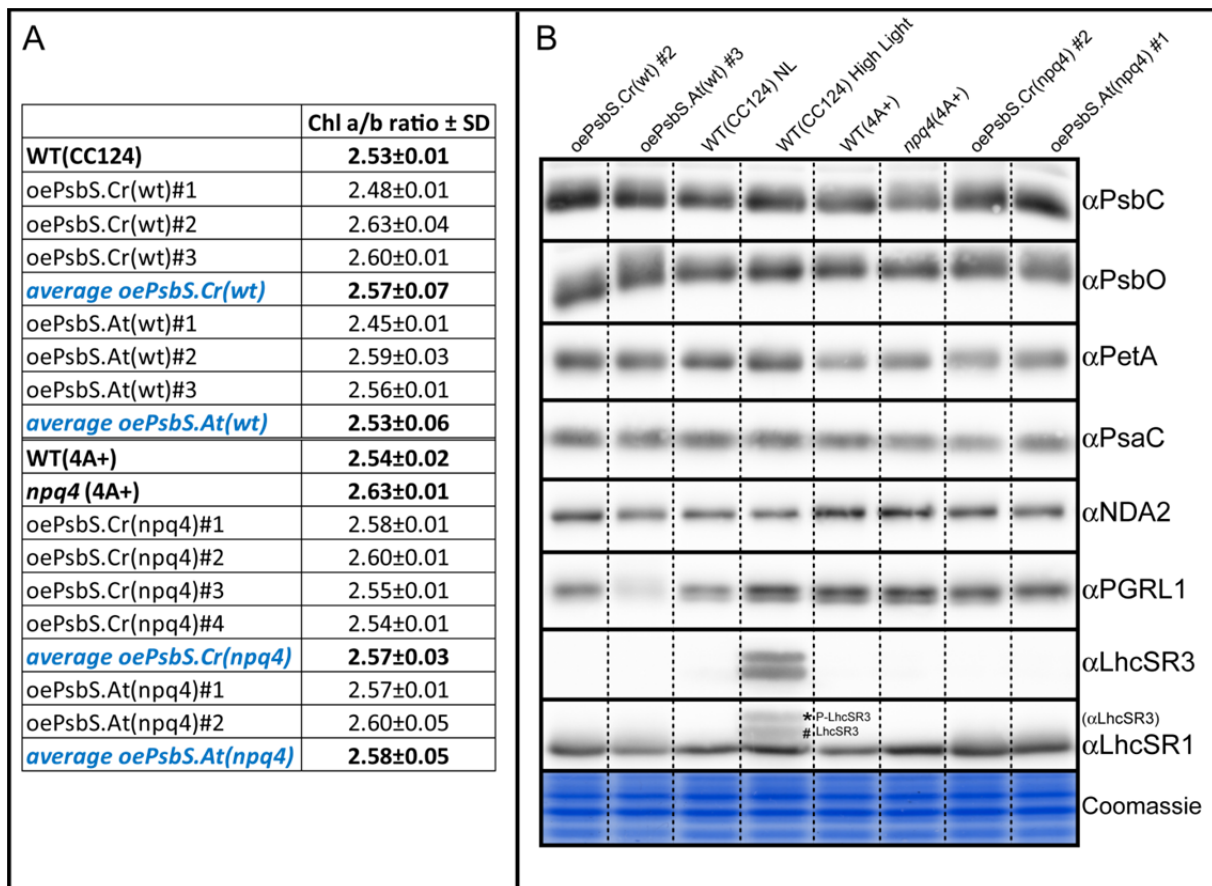 A
Chl a/b ratio ± SD
WT(CC124) 2.53±0.01
oePsbS.Cr(wt)#1 2.48±0.01
oePsbS.Cr(wt)#2 2.63±0.04
oePsbS.Cr(wt)#3 2.60±0.01
average oePsbS.Cr(wt) 2.57±0.07
oePsbS.At(wt)#1 2.45±0.01
oePsbS.At(wt)#2 2.59±0.03
oePsbS.At(wt)#3 2.56±0.01
average oePsbS.At(wt) 2.53±0.06
WT(4A+) 2.54±0.02
npq4 (4A+) 2.63±0.01
oePsbS.Cr(npq4)#1 2.58±0.01
oePsbS.Cr(npq4)#2 2.60±0.01
oePsbS.Cr(npq4)#3 2.55±0.01
oePsbS.Cr(npq4)#4 2.54±0.01
average oePsbS.Cr(npq4) 2.57±0.03
oePsbS.At(npq4)#1 2.57±0.01
oePsbS.At(npq4)#2 2.60±0.05
average oePsbS.At(npq4) 2.58±0.05
B
oePsbS.Cr(wt) #2
oePsbS.At(wt) #3
WT(CC124) NL
WT(CC124) High Light
WT(4A+)
npq4(4A+)
oePsbS.Cr(npq4) #2
oePsbS.At(npq4) #1
αPsbC
αPsbO
αPetA
αPsaC
αNDA2
αPGRL1
αLhcSR3
* P-LhcSR3
# LhcSR3
(αLhcSR3)
αLhcSR1
Coomassie